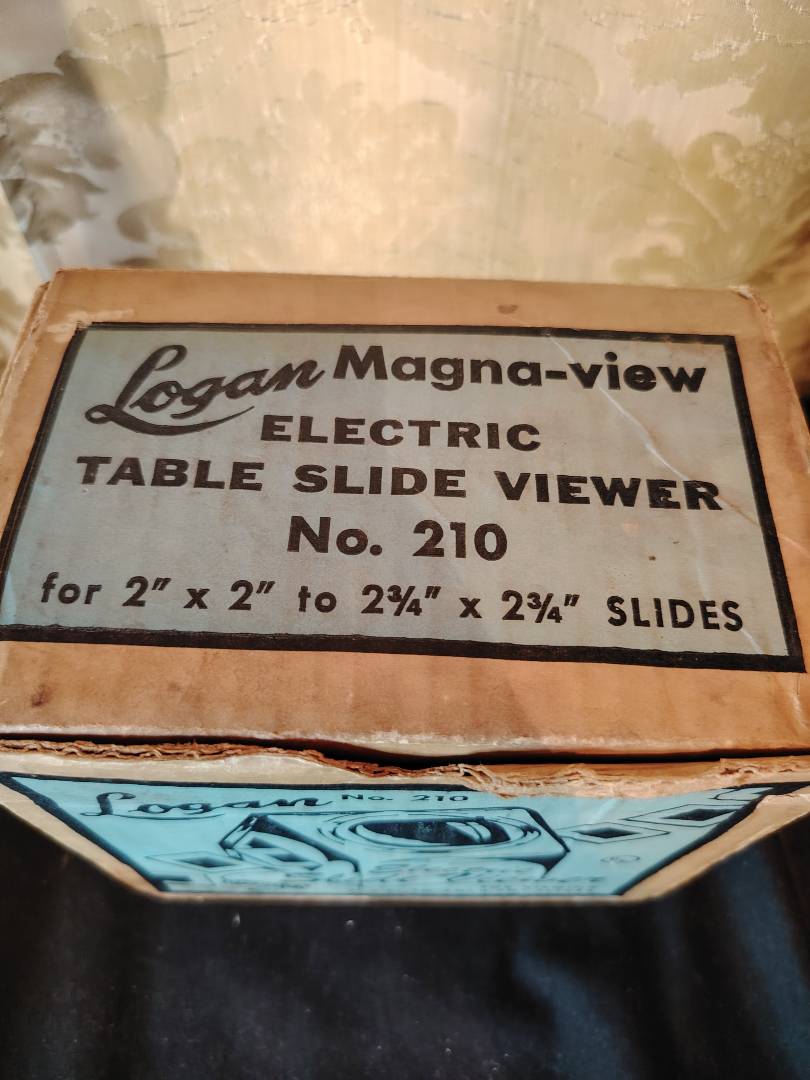 Logan Magna-view
ELECTRIC
TABLE SLIDE VIEWER
No. 210
for 2" x 2" to 2¾" x 2¾" SLIDES
Logan No. 210